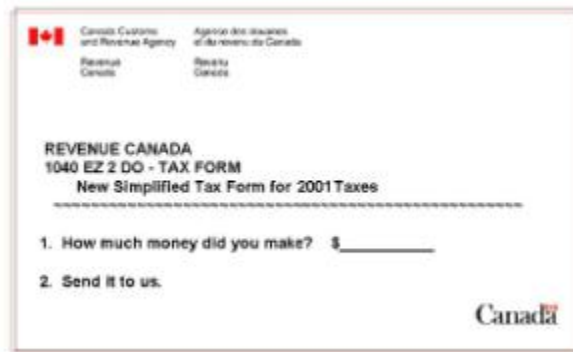 Canada Customs
and Revenue Agency
Agence des douanes
et du revenu du Canada
Revenue
Canada
Revenu
Canada
REVENUE CANADA
1040 EZ 2 DO - TAX FORM
New Simplified Tax Form for 2001 Taxes
1. How much money did you make? $
2. Send it to us.
Canada